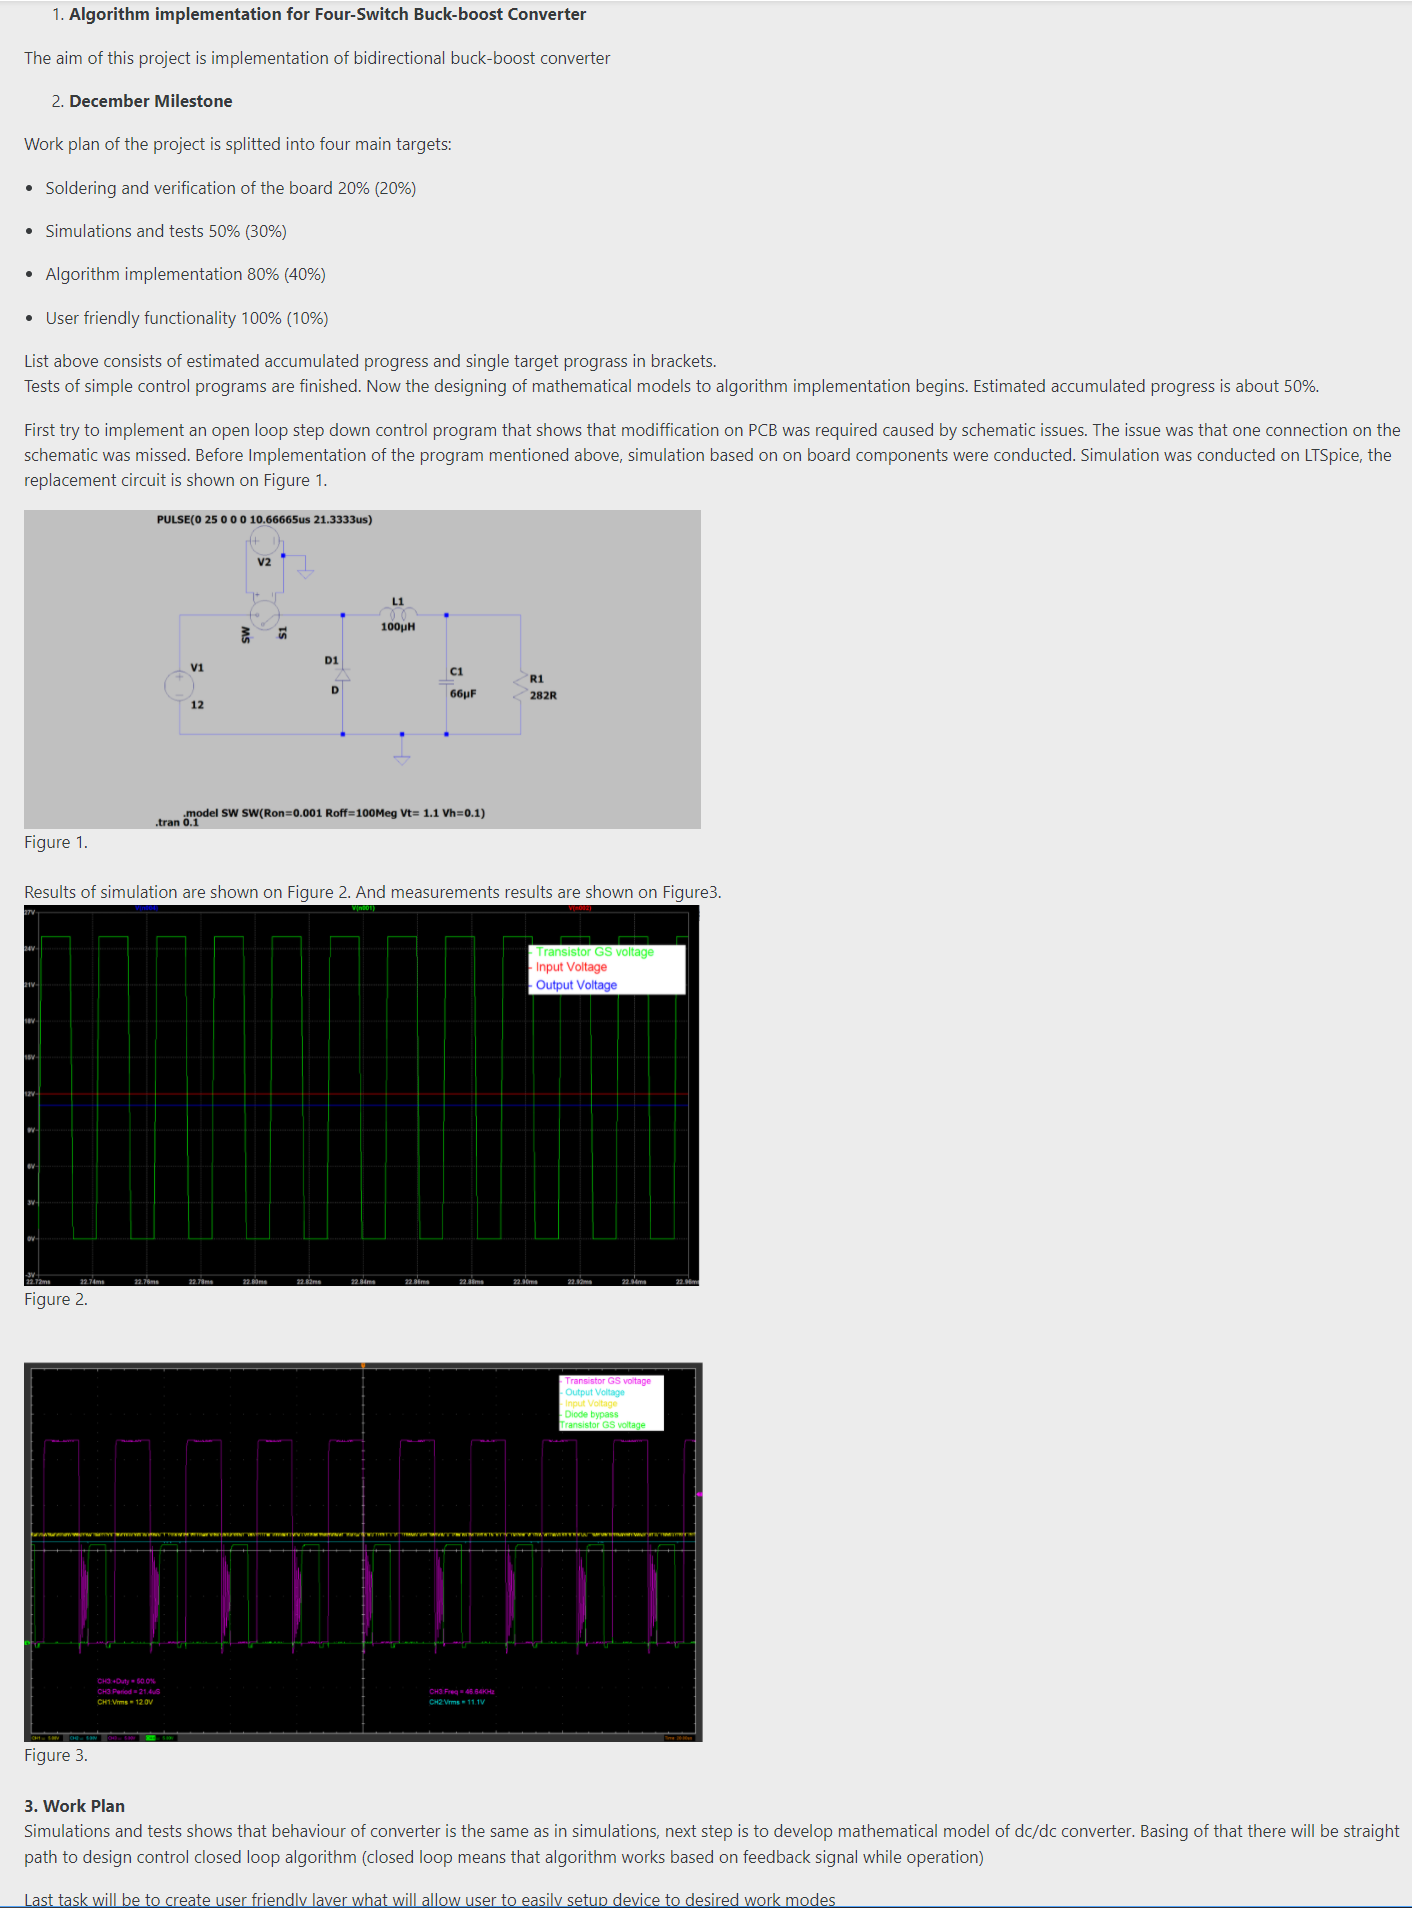 1. Algorithm implementation for Four-Switch Buck-boost Converter
The aim of this project is implementation of bidirectional buck-boost converter
2. December Milestone
Work plan of the project is splitted into four main targets:
• Soldering and verification of the board 20% (20%)
• Simulations and tests 50% (30%)
• Algorithm implementation 80% (40%)
• User friendly functionality 100% (10%)
List above consists of estimated accumulated progress and single target prograss in brackets.
Tests of simple control programs are finished. Now the designing of mathematical models to algorithm implementation begins. Estimated accumulated progress is about 50%.
First try to implement an open loop step down control program that shows that modiffication on PCB was required caused by schematic issues. The issue was that one connection on the
schematic was missed. Before Implementation of the program mentioned above, simulation based on on board components were conducted. Simulation was conducted on LTSpice, the
replacement circuit is shown on Figure 1.
PULSE(0 25 0 0 0 10.66665us 21.3333us)
V2
L1
100µH
SW
S1
V1
12
D1
D
C1
66µF
R1
282R
.model SW SW(Ron=0.001 Roff=100Meg Vt= 1.1 Vh=0.1)
.tran 0.1
Figure 1.
Results of simulation are shown on Figure 2. And measurements results are shown on Figure3.
V(n001)
27V
24V
21V
18V
15V
12V
9V
6V
3V
0V
-3V
- Transistor GS voltage
- Input Voltage
- Output Voltage
22.72ms 22.74ms 22.76ms 22.78ms 22.80ms 22.82ms 22.84ms 22.86ms 22.88ms 22.90ms 22.92ms 22.94ms 22.96ms
Figure 2.
- Transistor GS voltage
- Output Voltage
- Input Voltage
- Diode bypass
Transistor GS voltage
CH3:+Duty = 50.0%
CH3:Period = 21.4uS
CH1:Vrms = 12.0V
CH3:Freq = 46.84KHz
CH2:Vrms = 11.1V
Figure 3.
3. Work Plan
Simulations and tests shows that behaviour of converter is the same as in simulations, next step is to develop mathematical model of dc/dc converter. Basing of that there will be straight
path to design control closed loop algorithm (closed loop means that algorithm works based on feedback signal while operation)
Last task will be to create user friendly layer what will allow user to easily setup device to desired work modes